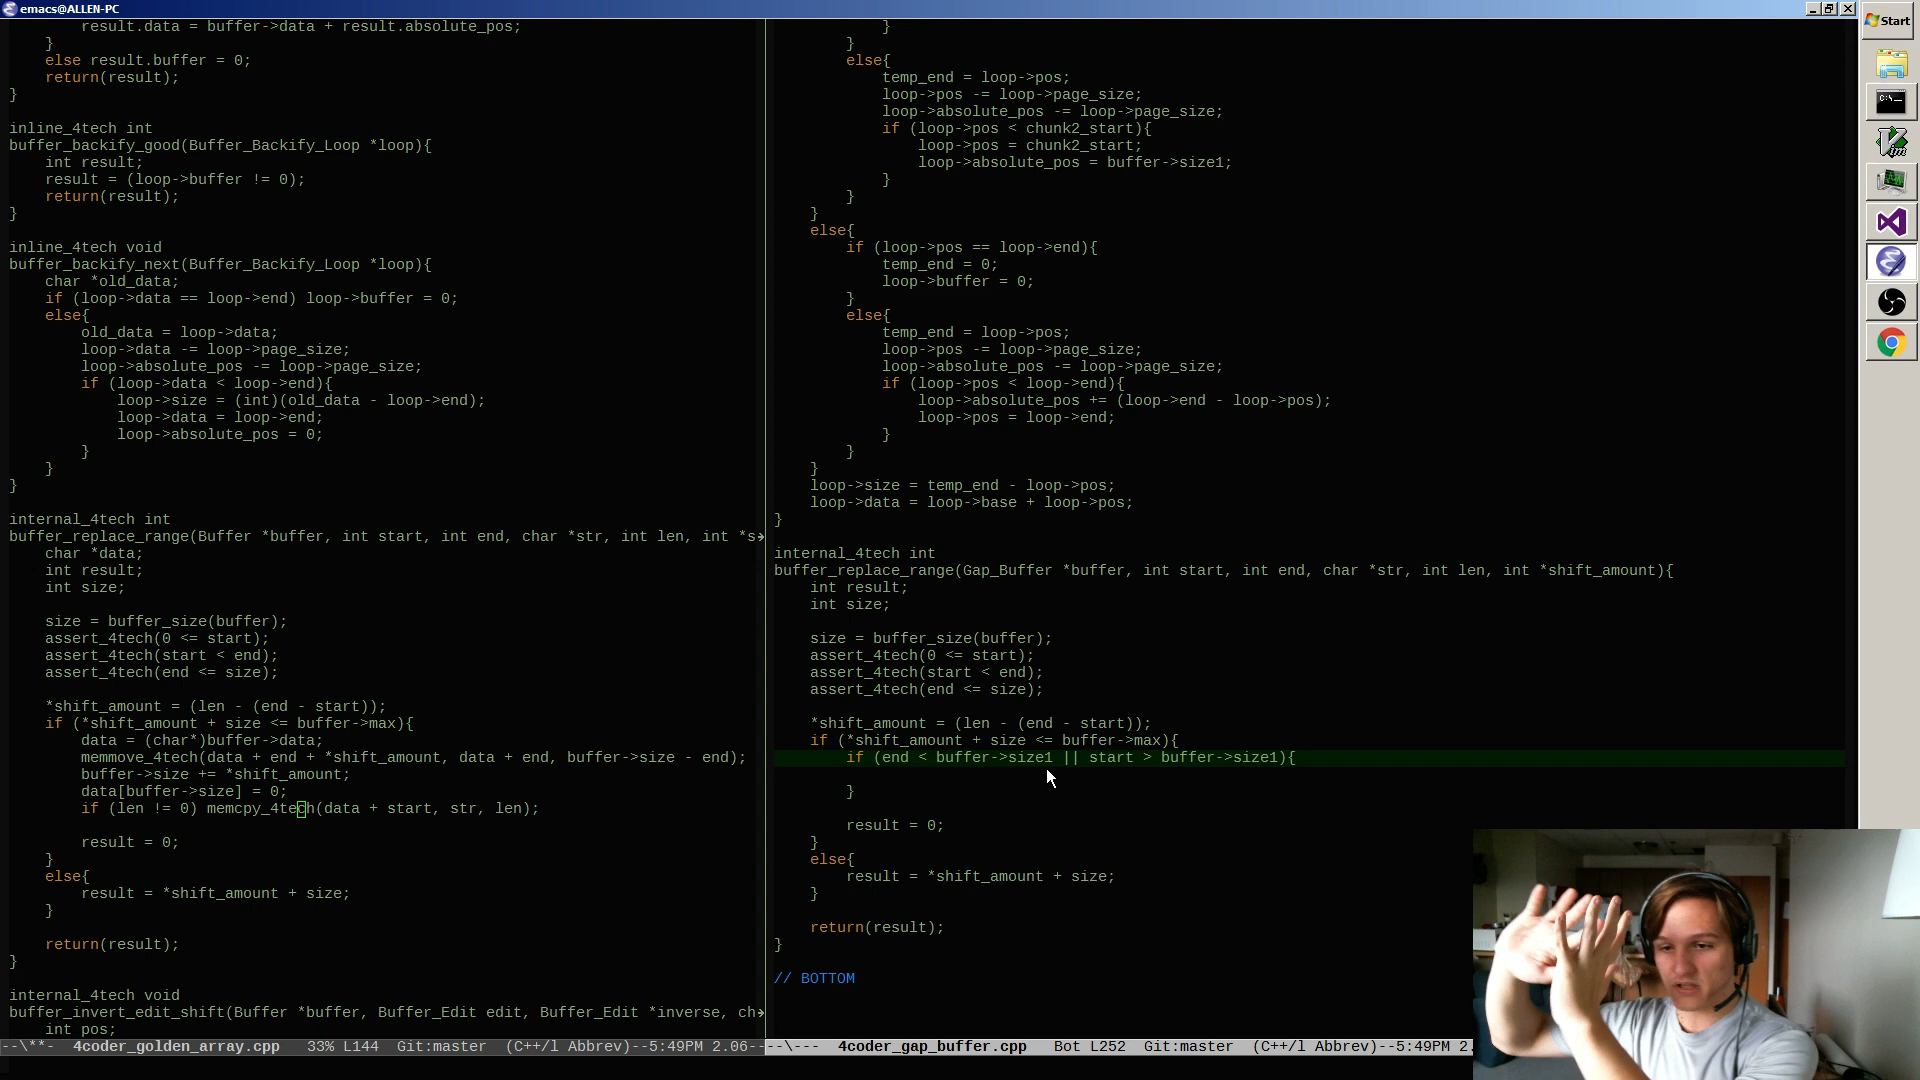 emacs@ALLEN-PC
Start
            result.data = buffer->data + result.absolute_pos;
    }
    else result.buffer = 0;
    return(result);
}
inline_4tech int
buffer_backify_good(Buffer_Backify_Loop *loop){
    int result;
    result = (loop->buffer != 0);
    return(result);
}
inline_4tech void
buffer_backify_next(Buffer_Backify_Loop *loop){
    char *old_data;
    if (loop->data == loop->end) loop->buffer = 0;
    else{
        old_data = loop->data;
        loop->data -= loop->page_size;
        loop->absolute_pos -= loop->page_size;
        if (loop->data < loop->end){
            loop->size = (int)(old_data - loop->end);
            loop->data = loop->end;
            loop->absolute_pos = 0;
        }
    }
}
internal_4tech int
buffer_replace_range(Buffer *buffer, int start, int end, char *str, int len, int *s
    char *data;
    int result;
    int size;
    size = buffer_size(buffer);
    assert_4tech(0 <= start);
    assert_4tech(start < end);
    assert_4tech(end <= size);
    *shift_amount = (len - (end - start));
    if (*shift_amount + size <= buffer->max){
        data = (char*)buffer->data;
        memmove_4tech(data + end + *shift_amount, data + end, buffer->size - end);
        buffer->size += *shift_amount;
        data[buffer->size] = 0;
        if (len != 0) memcpy_4tech(data + start, str, len);
        result = 0;
    }
    else{
        result = *shift_amount + size;
    }
    return(result);
}
internal_4tech void
buffer_invert_edit_shift(Buffer *buffer, Buffer_Edit edit, Buffer_Edit *inverse, ch
    int pos;
--\**-  4coder_golden_array.cpp   33% L144  Git:master  (C++/l Abbrev)--5:49PM 2.06--
            }
        }
        else{
            temp_end = loop->pos;
            loop->pos -= loop->page_size;
            loop->absolute_pos -= loop->page_size;
            if (loop->pos < chunk2_start){
                loop->pos = chunk2_start;
                loop->absolute_pos = buffer->size1;
            }
        }
    }
    else{
        if (loop->pos == loop->end){
            temp_end = 0;
            loop->buffer = 0;
        }
        else{
            temp_end = loop->pos;
            loop->pos -= loop->page_size;
            loop->absolute_pos -= loop->page_size;
            if (loop->pos < loop->end){
                loop->absolute_pos += (loop->end - loop->pos);
                loop->pos = loop->end;
            }
        }
    }
    loop->size = temp_end - loop->pos;
    loop->data = loop->base + loop->pos;
}
internal_4tech int
buffer_replace_range(Gap_Buffer *buffer, int start, int end, char *str, int len, int *shift_amount){
    int result;
    int size;
    size = buffer_size(buffer);
    assert_4tech(0 <= start);
    assert_4tech(start < end);
    assert_4tech(end <= size);
    *shift_amount = (len - (end - start));
    if (*shift_amount + size <= buffer->max){
        if (end < buffer->size1 || start > buffer->size1){
        }
        result = 0;
    }
    else{
        result = *shift_amount + size;
    }
    return(result);
}
// BOTTOM
--\---  4coder_gap_buffer.cpp   Bot L252  Git:master  (C++/l Abbrev)--5:49PM 2.